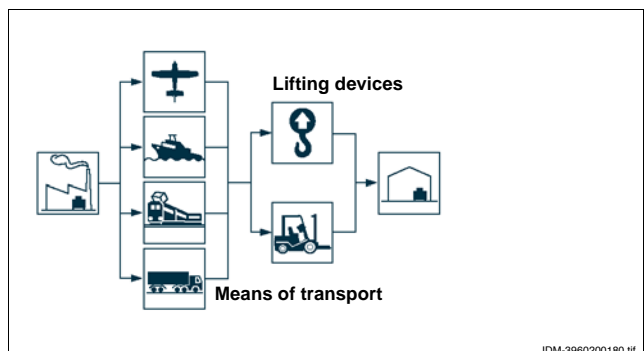 Lifting devices
Means of transport
IDM-3960200180.tif